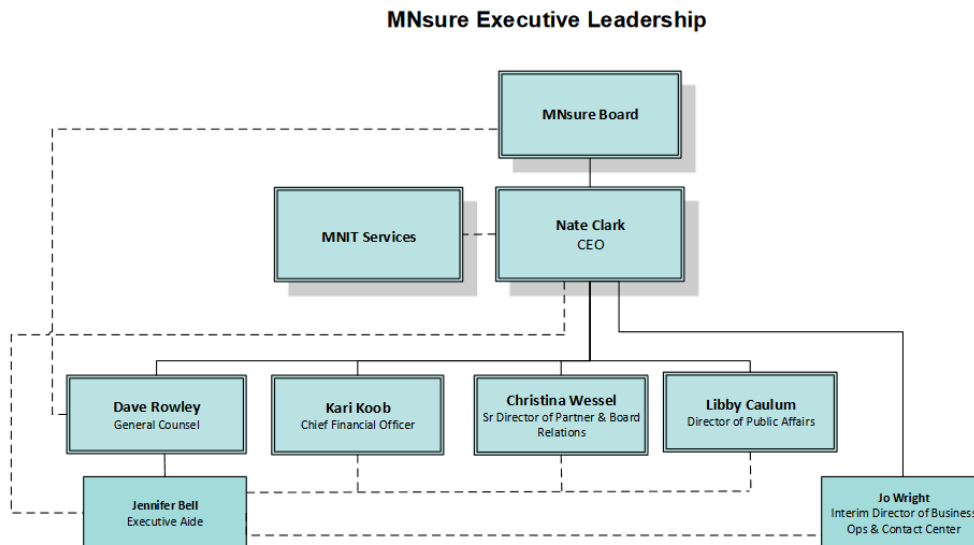 MNsure Executive Leadership
MNsure Board
MNIT Services
Nate Clark
CEO
Dave Rowley
General Counsel
Kari Koob
Chief Financial Officer
Christina Wessel
Sr Director of Partner & Board
Relations
Libby Caulum
Director of Public Affairs
Jennifer Bell
Executive Aide
Jo Wright
Interim Director of Business
Ops & Contact Center